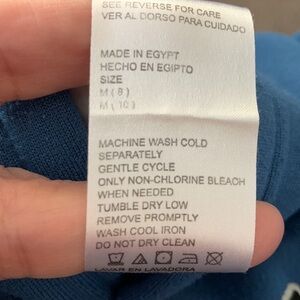 SEE REVERSE FOR CARE
VER AL DORSO PARA CUIDADO
MADE IN EGYPT
HECHO EN EGIPTO
SIZE
M ( 8 )
M ( 10 )
MACHINE WASH COLD
SEPARATELY
GENTLE CYCLE
ONLY NON-CHLORINE BLEACH
WHEN NEEDED
TUMBLE DRY LOW
REMOVE PROMPTLY
WASH COOL IRON
DO NOT DRY CLEAN
LAVAR EN LAVADORA